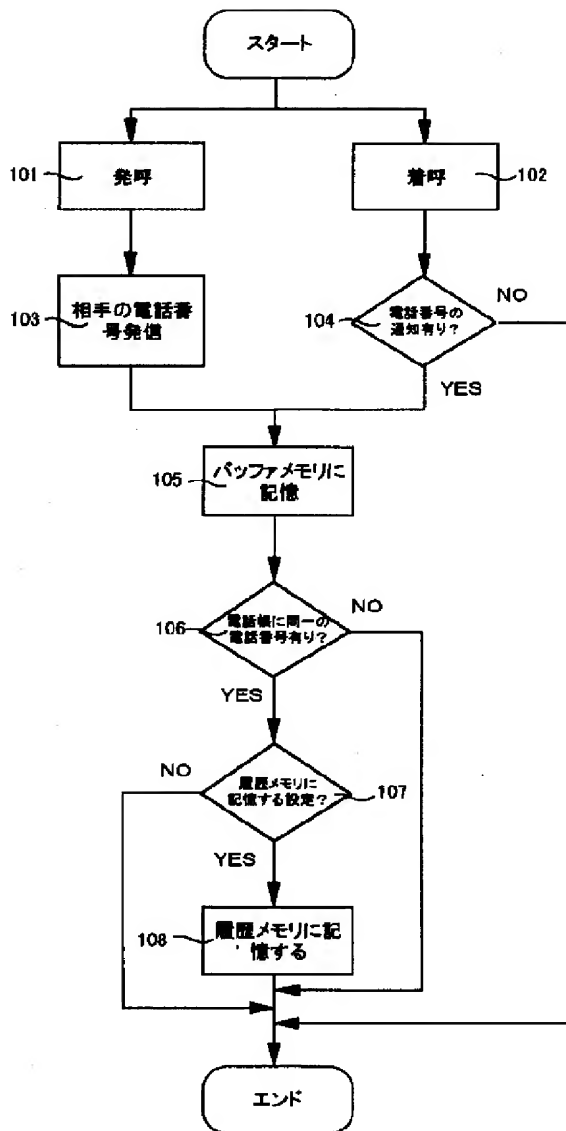 スタート
101
発呼
着呼
102
103
相手の電話番
号発信
104
電話番号の
通知有り?
NO
YES
105
バッファメモリに
記憶
106
電話帳に同一の
電話番号有り?
NO
YES
NO
履歴メモリに
記憶する設定?
107
YES
108
履歴メモリに記
憶する
エンド